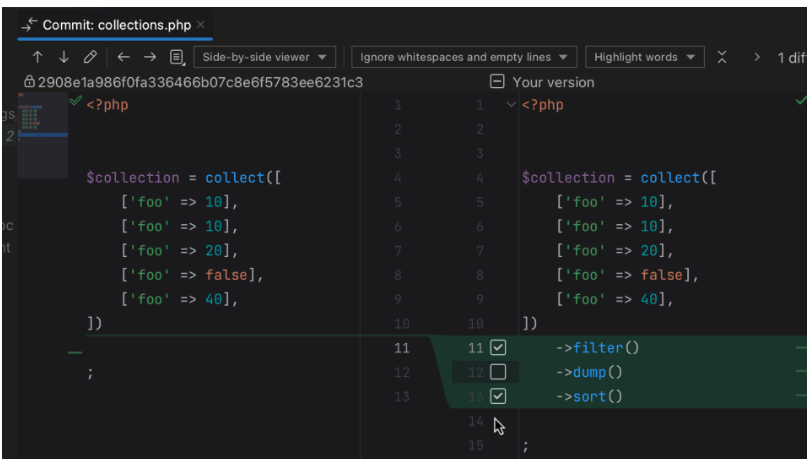 Commit: collections.php
Side-by-side viewer Ignore whitespaces and empty lines Highlight words 1 dif
2908e1a986f0fa336466b07c8e6f5783ee6231c3
Your version
1 <?php
2
3
4 $collection = collect([
5 ['foo' => 10],
6 ['foo' => 10],
7 ['foo' => 20],
8 ['foo' => false],
9 ['foo' => 40],
10 ])
11
12 ;
13
1 <?php
2
3
4 $collection = collect([
5 ['foo' => 10],
6 ['foo' => 10],
7 ['foo' => 20],
8 ['foo' => false],
9 ['foo' => 40],
10 ])
11 ->filter()
12 ->dump()
13 ->sort()
14
15 ;
gs
2
oc
nt